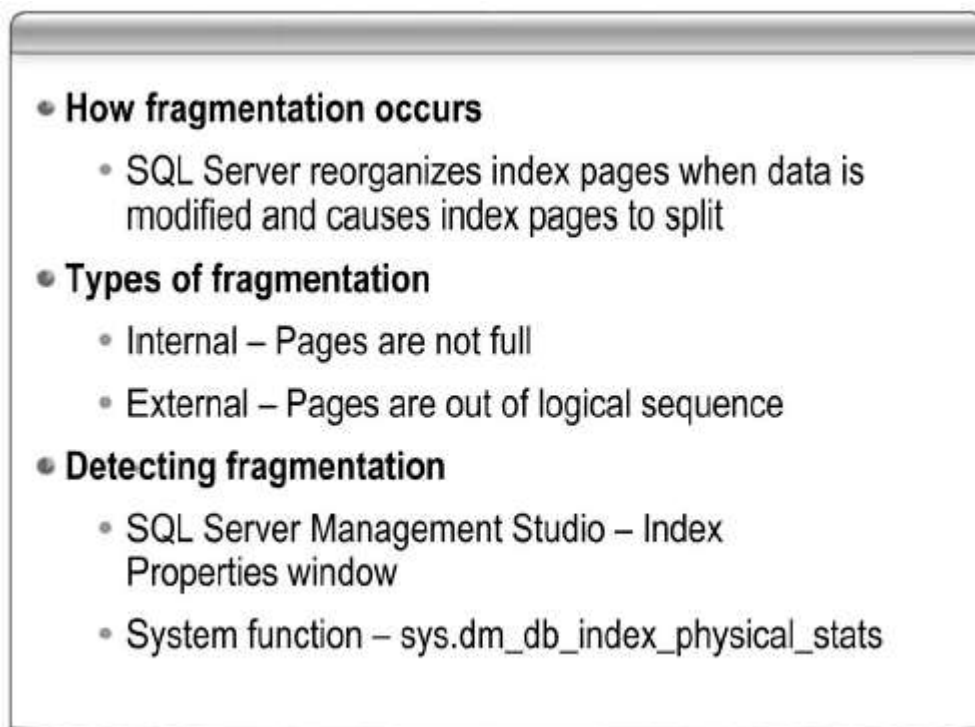 How fragmentation occurs
SQL Server reorganizes index pages when data is
modified and causes index pages to split
Types of fragmentation
Internal – Pages are not full
External – Pages are out of logical sequence
Detecting fragmentation
SQL Server Management Studio – Index
Properties window
System function – sys.dm_db_index_physical_stats